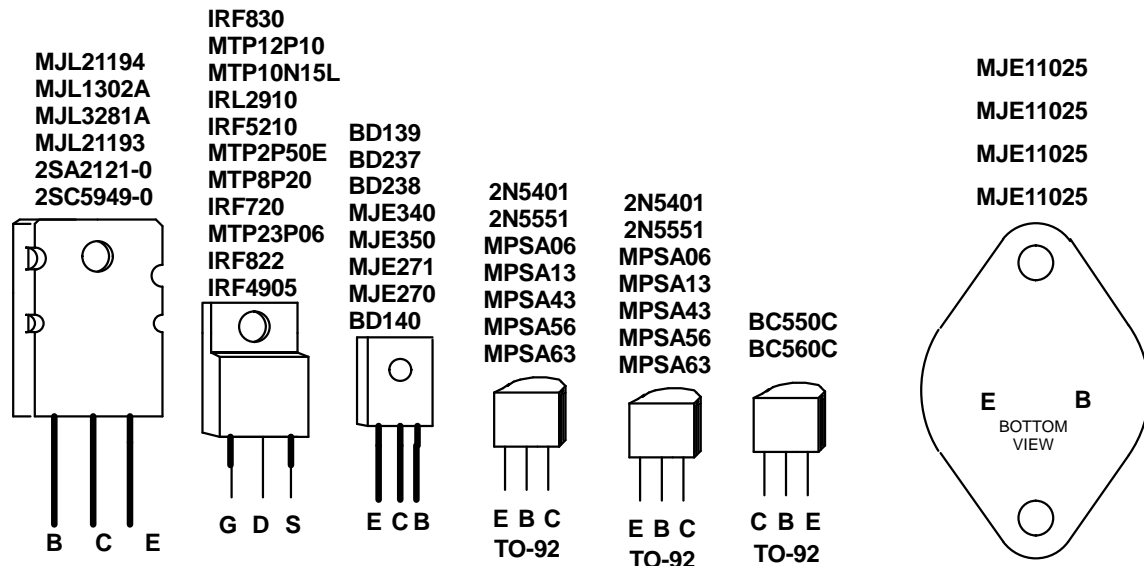 MJL21194
MJL1302A
MJL3281A
MJL21193
2SA2121-0
2SC5949-0
B C E
IRF830
MTP12P10
MTP10N15L
IRL2910
IRF5210
MTP2P50E
MTP8P20
IRF720
MTP23P06
IRF822
IRF4905
G D S
BD139
BD237
BD238
MJE340
MJE350
MJE271
MJE270
BD140
E C B
2N5401
2N5551
MPSA06
MPSA13
MPSA43
MPSA56
MPSA63
E B C
TO-92
2N5401
2N5551
MPSA06
MPSA13
MPSA43
MPSA56
MPSA63
E B C
TO-92
BC550C
BC560C
C B E
TO-92
MJE11025
MJE11025
MJE11025
MJE11025
E B
BOTTOM
VIEW